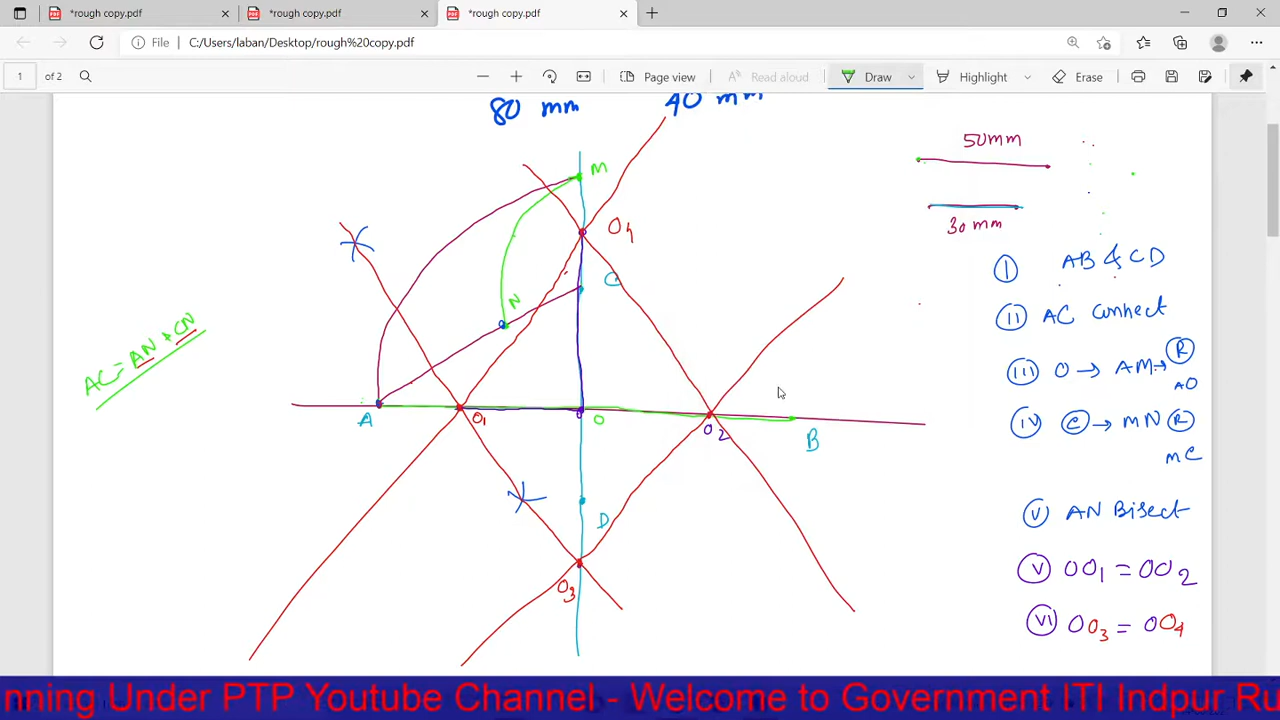 *rough copy.pdf
*rough copy.pdf
*rough copy.pdf
File
C:/Users/laban/Desktop/rough%20copy.pdf
1 of 2
Page view
Read aloud
Draw
Highlight
Erase
80 mm
40 mm
50mm
30mm
M
O4
C
N
A
O1
O
O2
B
D
O3
AC = AN + CN
I AB & CD
II AC connect
III O → AM → R
AO
IV C → MN R
MC
V AN Bisect
V OO1 = OO2
VI OO3 = OO4
nning Under PTP Youtube Channel - Welcome to Government ITI Indpur Ru